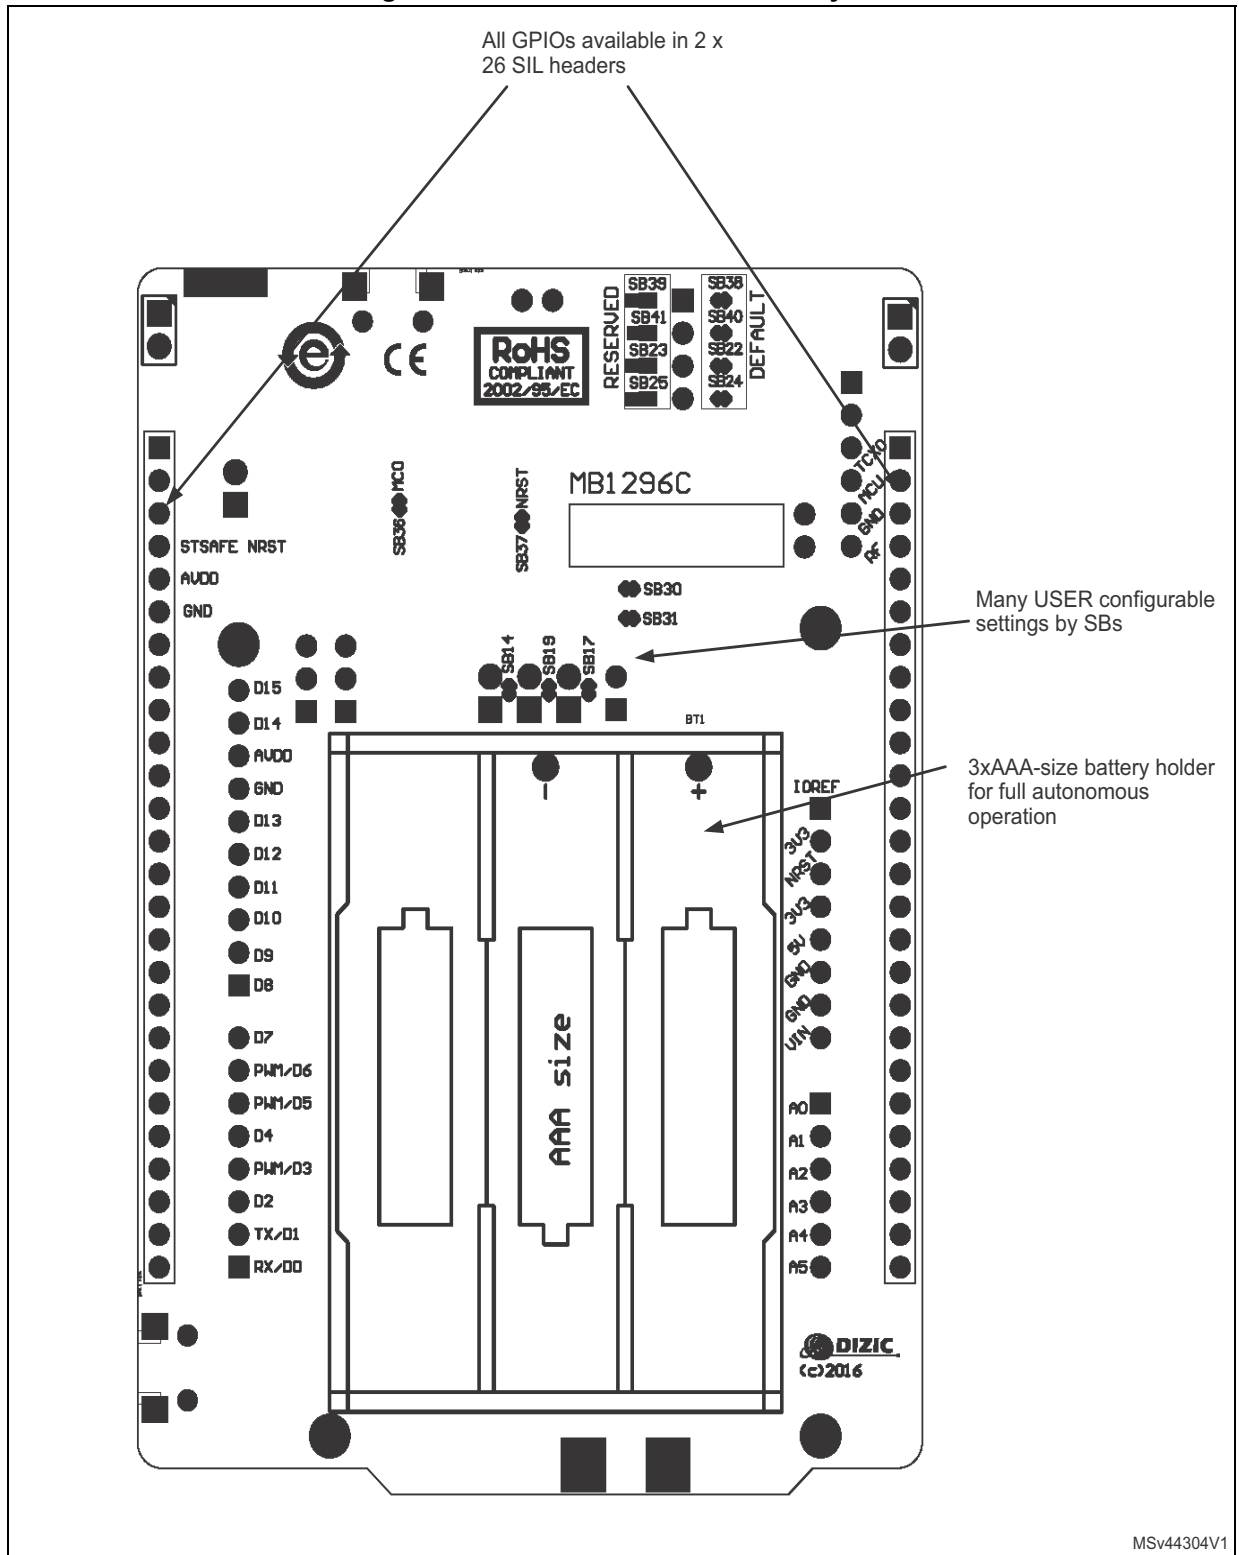 All GPIOs available in 2 x
26 SIL headers
RESERVED
SB39
SB41
SB23
SB25
SB38
SB40
SB22
SB24
DEFAULT
e
CE
RoHS
COMPLIANT
2002/95/EC
TCXO
MCU
GND
RF
SB36
MCO
SB37
NRST
MB1296C
STSAFE NRST
AVDD
GND
SB30
SB31
Many USER configurable
settings by SBs
SB14
SB19
SB17
BT1
D15
D14
AVDD
GND
D13
D12
D11
D10
D9
D8
D7
PWM/D6
PWM/D5
D4
PWM/D3
D2
TX/D1
RX/D0
-
+
AAA size
3xAAA-size battery holder
for full autonomous
operation
IOREF
3V3
NRST
3V3
5V
GND
GND
VIN
A0
A1
A2
A3
A4
A5
DIZIC
(c)2016
MSv44304V1